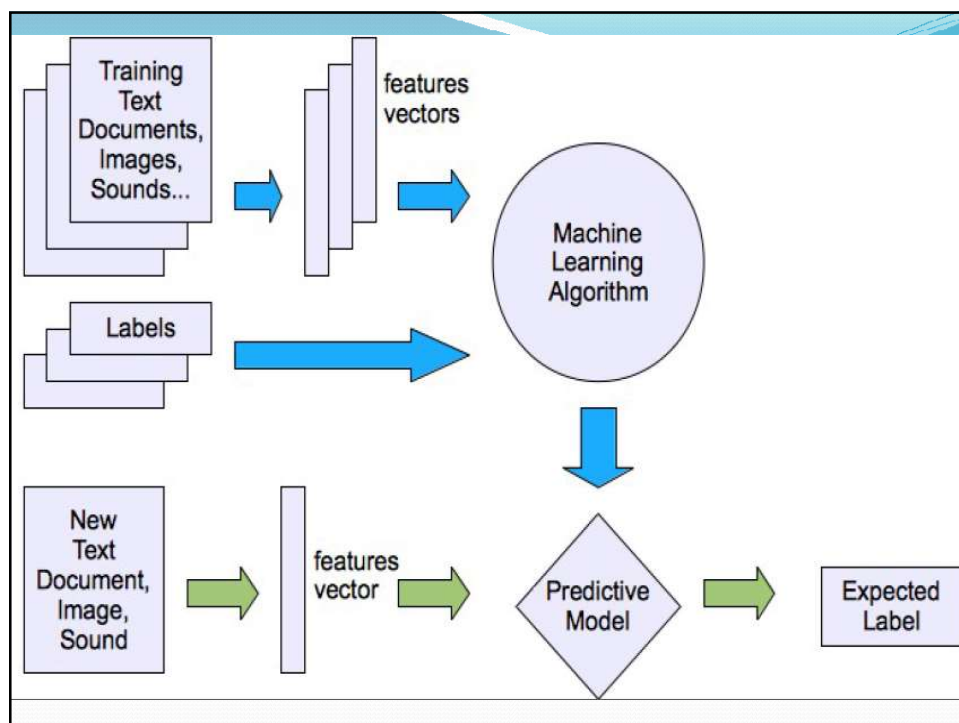 Training
Text
Documents,
Images,
Sounds...
features
vectors
Machine
Learning
Algorithm
Labels
New
Text
Document,
Image,
Sound
features
vector
Predictive
Model
Expected
Label